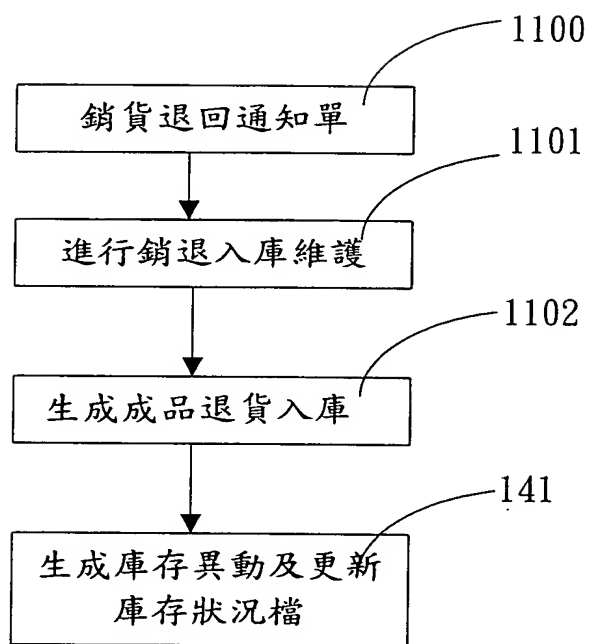 1100
銷貨退回通知單
1101
進行銷退入庫維護
1102
生成成品退貨入庫
141
生成庫存異動及更新
庫存狀況檔